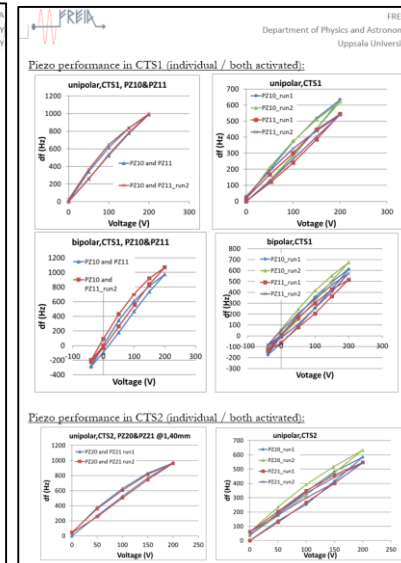 FREIA
FRE
Department of Physics and Astronom
Uppsala Universi
Piezo performance in CTS1 (individual / both activated):
unipolar,CTS1, PZ10&PZ11
1200
1000
800
600
400
200
0
0 100 200 300
df (Hz)
Votage (V)
PZ10 and PZ11
PZ10 and PZ11_run2
unipolar,CTS1
700
600
500
400
300
200
100
0
0 100 200 300
df (Hz)
Votage (V)
PZ10_run1
PZ10_run2
PZ11_run1
PZ11_run2
bipolar,CTS1, PZ10&PZ11
1200
1000
800
600
400
200
0
-200
-400
-100 0 100 200 300
df (Hz)
Voltage (V)
PZ10 and PZ11
PZ10 and
PZ11_run2
bipolar,CTS1
800
700
600
500
400
300
200
100
0
-100
-200
-300
-100 0 100 200 300
df (Hz)
Votage (V)
PZ10_run1
PZ10_run2
PZ11_run1
PZ11_run2
Piezo performance in CTS2 (individual / both activated):
unipolar,CTS2, PZ20&PZ21 @1,40mm
1200
1000
800
600
400
200
0
0 50 100 150 200 250
df (Hz)
Voltage (V)
PZ20 and PZ21 run1
PZ20 and PZ21 run2
unipolar,CTS2
700
600
500
400
300
200
100
0
0 50 100 150 200 250
df (Hz)
Voltage (V)
PZ20_run1
PZ20_run2
PZ21_run1
PZ21_run2